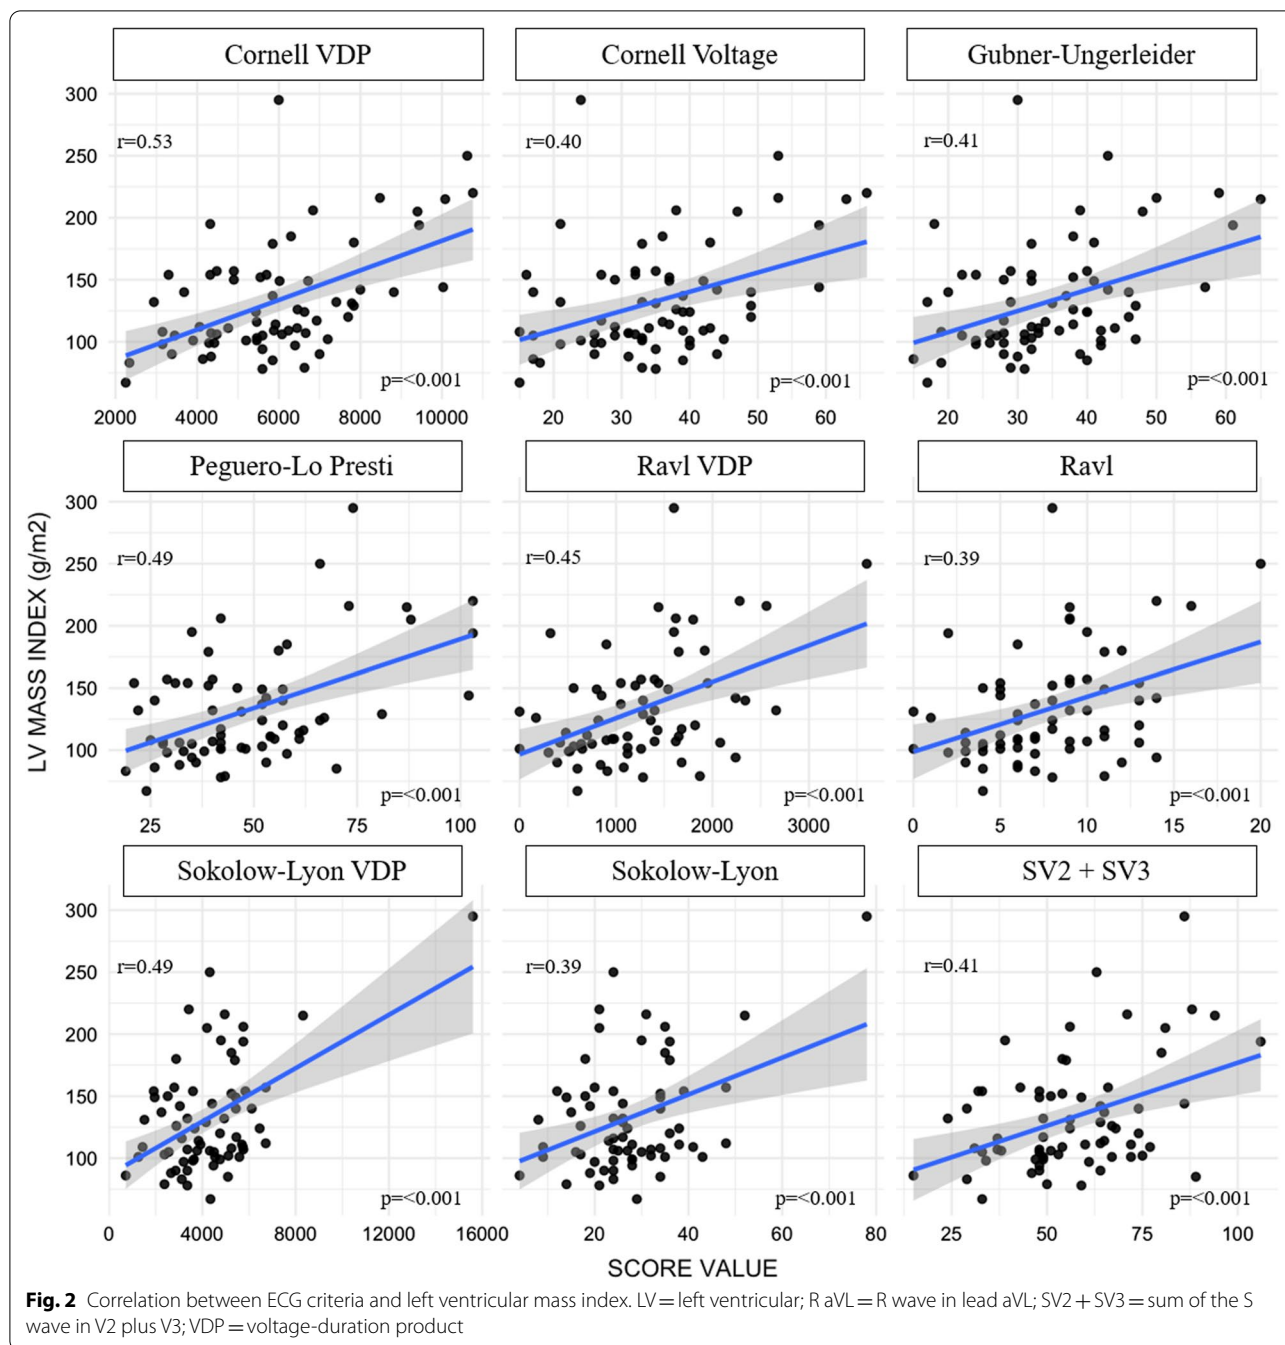 Cornell VDP
Cornell Voltage
Gubner-Ungerleider
300
250
200
150
100
r=0.53
r=0.40
r=0.41
p=<0.001
p=<0.001
p=<0.001
2000 4000 6000 8000 10000
20 30 40 50 60
20 30 40 50 60
Peguero-Lo Presti
Ravl VDP
Ravl
LV MASS INDEX (g/m2)
300
250
200
150
100
r=0.49
r=0.45
r=0.39
p=<0.001
p=<0.001
p=<0.001
25 50 75 100
0 1000 2000 3000
0 5 10 15 20
Sokolow-Lyon VDP
Sokolow-Lyon
SV2 + SV3
300
250
200
150
100
r=0.49
r=0.39
r=0.41
p=<0.001
p=<0.001
p=<0.001
0 4000 8000 12000 16000
20 40 60 80
25 50 75 100
SCORE VALUE
Fig. 2 Correlation between ECG criteria and left ventricular mass index. LV = left ventricular; R aVL = R wave in lead aVL; SV2 + SV3 = sum of the S
wave in V2 plus V3; VDP = voltage-duration product